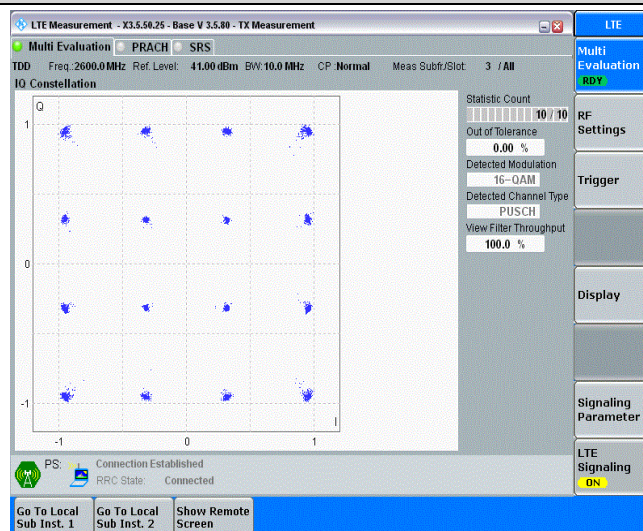 LTE Measurement - X3.5.50.25 - Base V 3.5.80 - TX Measurement
LTE
Multi Evaluation PRACH SRS
TDD Freq.:2600.0 MHz Ref. Level: 41.00 dBm BW:10.0 MHz CP :Normal Meas Subfr/Slot: 3 / All
IQ Constellation
Q
1
0
-1
I
-1 0 1
Statistic Count
10 / 10
Out of Tolerance
0.00 %
Detected Modulation
16-QAM
Detected Channel Type
PUSCH
View Filter Throughput
100.0 %
Multi
Evaluation
RDY
RF
Settings
Trigger
Display
Signaling
Parameter
LTE
Signaling
ON
PS: Connection Established
RRC State: Connected
Go To Local
Sub Inst. 1
Go To Local
Sub Inst. 2
Show Remote
Screen